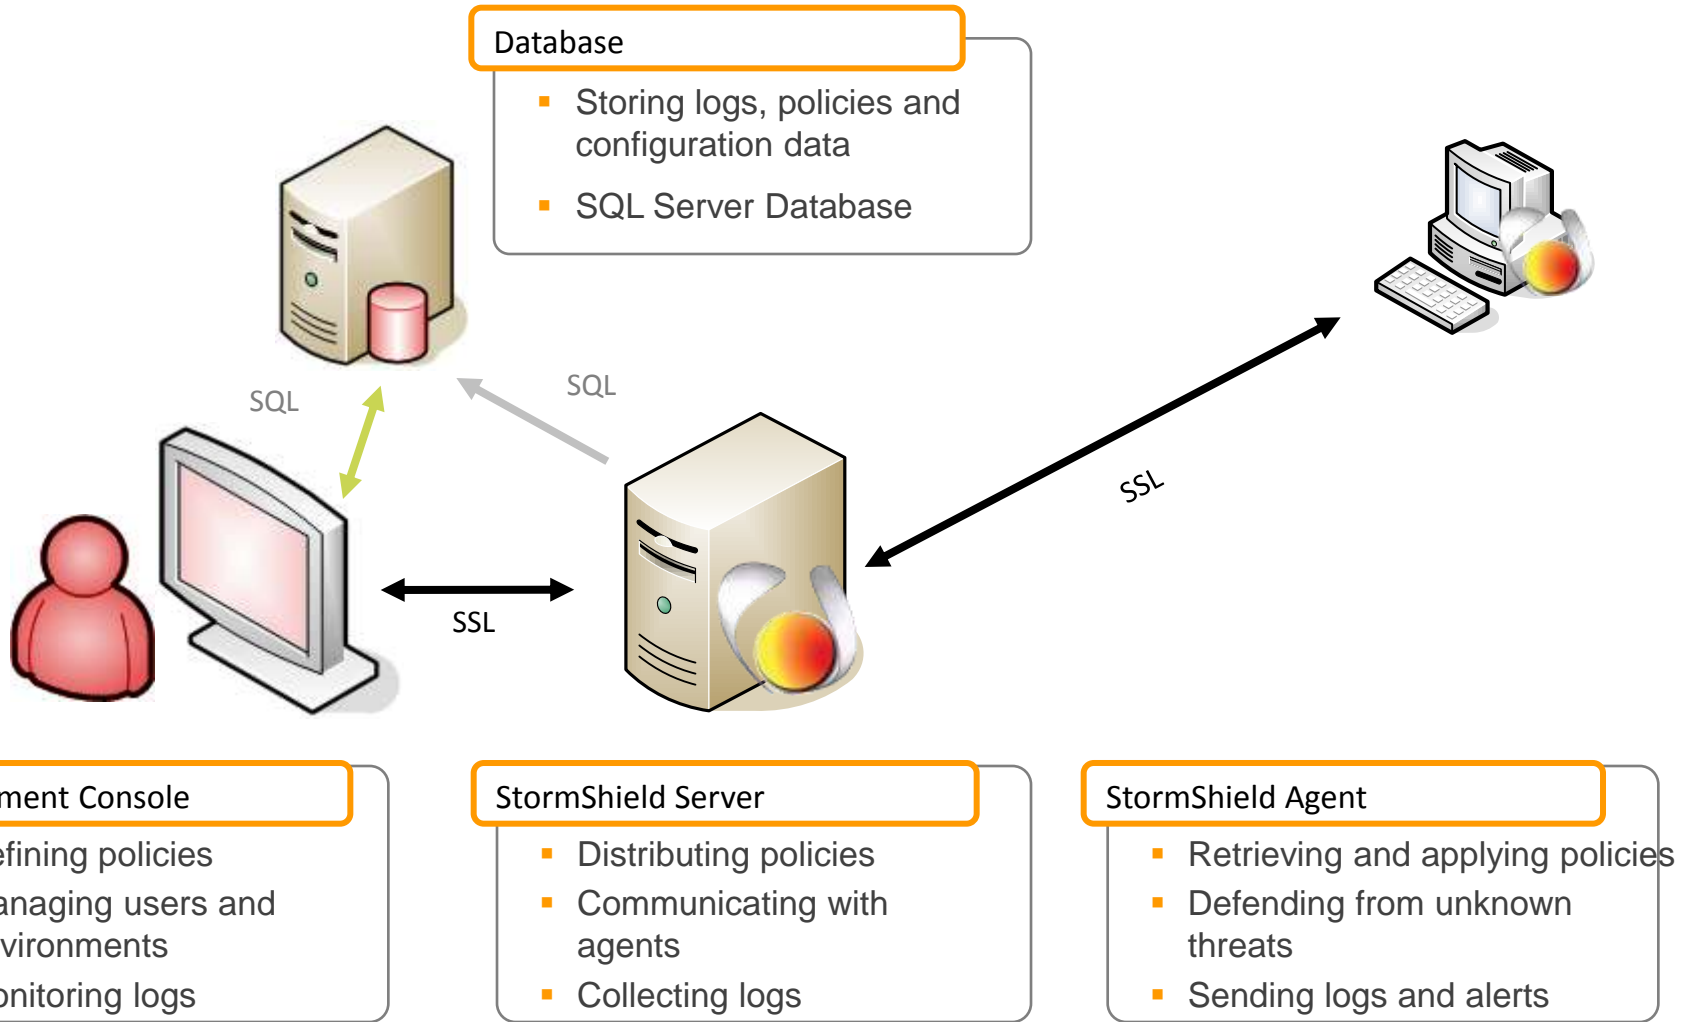 Database
Storing logs, policies and
configuration data
SQL Server Database
SQL
SQL
SSL
SSL
ment Console
efining policies
anaging users and
vironments
onitoring logs
StormShield Server
Distributing policies
Communicating with
agents
Collecting logs
StormShield Agent
Retrieving and applying policies
Defending from unknown
threats
Sending logs and alerts